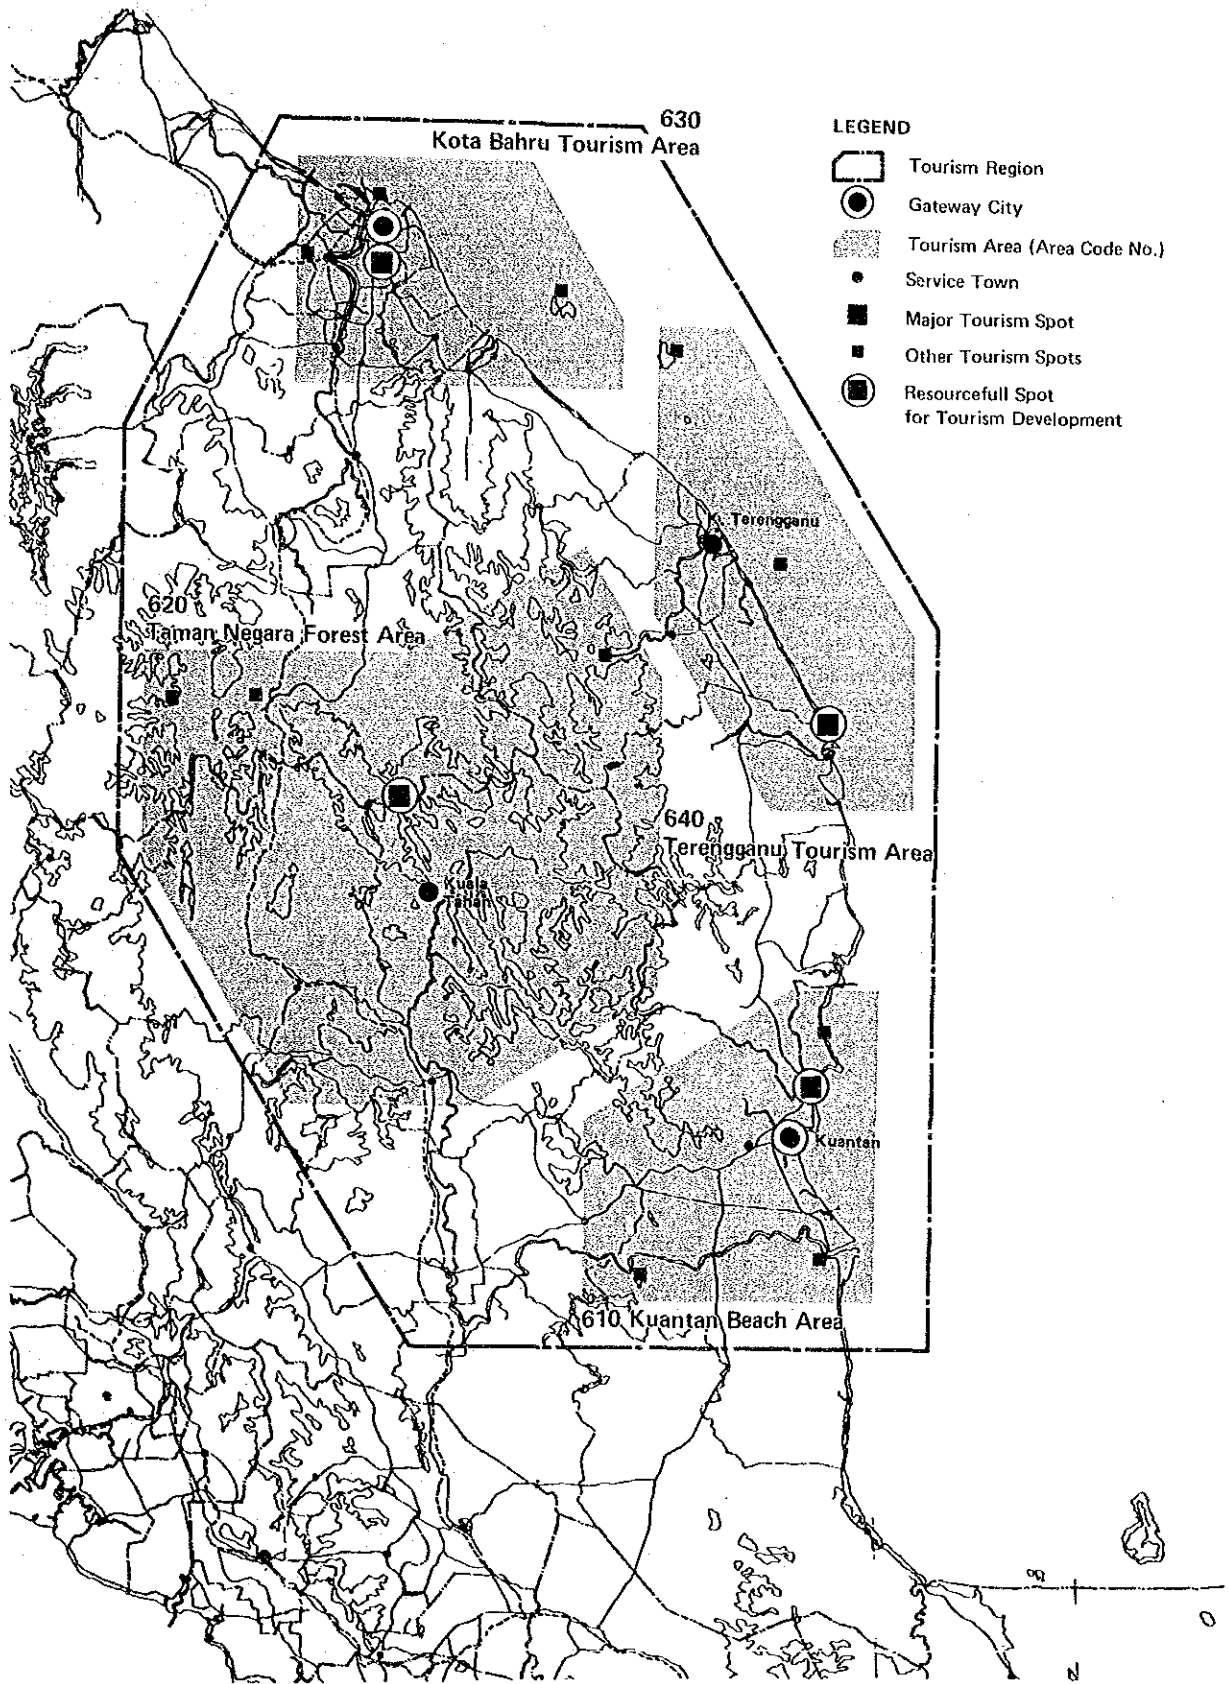 630
Kota Bahru Tourism Area
LEGEND
Tourism Region
Gateway City
Tourism Area (Area Code No.)
Service Town
Major Tourism Spot
Other Tourism Spots
Resourcefull Spot
for Tourism Development
K. Terengganu
620
Taman Negara Forest Area
640
Terengganu Tourism Area
Kuala
Tahan
Kuantan
610 Kuantan Beach Area
N